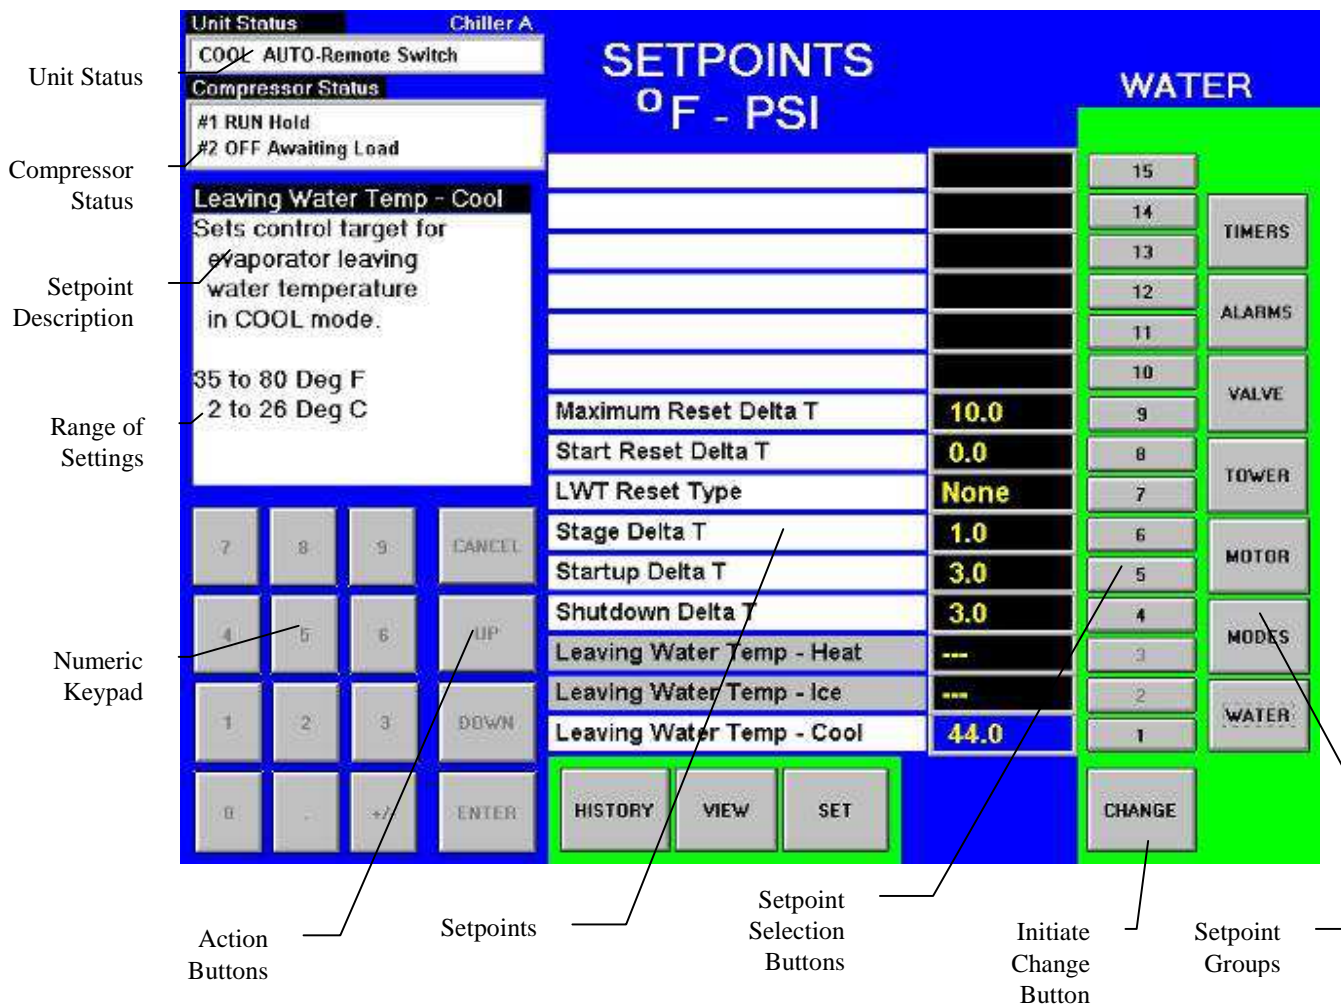 Unit Status
Compressor
Status
Setpoint
Description
Range of
Settings
Numeric
Keypad
Unit Status Chiller A
COOL AUTO-Remote Switch
Compressor Status
#1 RUN Hold
#2 OFF Awaiting Load
Leaving Water Temp - Cool
Sets control target for
evaporator leaving
water temperature
in COOL mode.
35 to 80 Deg F
2 to 26 Deg C
7 8 9 CANCEL
4 5 6 UP
1 2 3 DOWN
0 . +/- ENTER
SETPOINTS
ºF - PSI
Maximum Reset Delta T 10.0
Start Reset Delta T 0.0
LWT Reset Type None
Stage Delta T 1.0
Startup Delta T 3.0
Shutdown Delta T 3.0
Leaving Water Temp - Heat ---
Leaving Water Temp - Ice ---
Leaving Water Temp - Cool 44.0
HISTORY VIEW SET
WATER
15
14
13
12
11
10
9
8
7
6
5
4
3
2
1
TIMERS
ALARMS
VALVE
TOWER
MOTOR
MODES
WATER
CHANGE
Action
Buttons
Setpoints
Setpoint
Selection
Buttons
Initiate
Change
Button
Setpoint
Groups